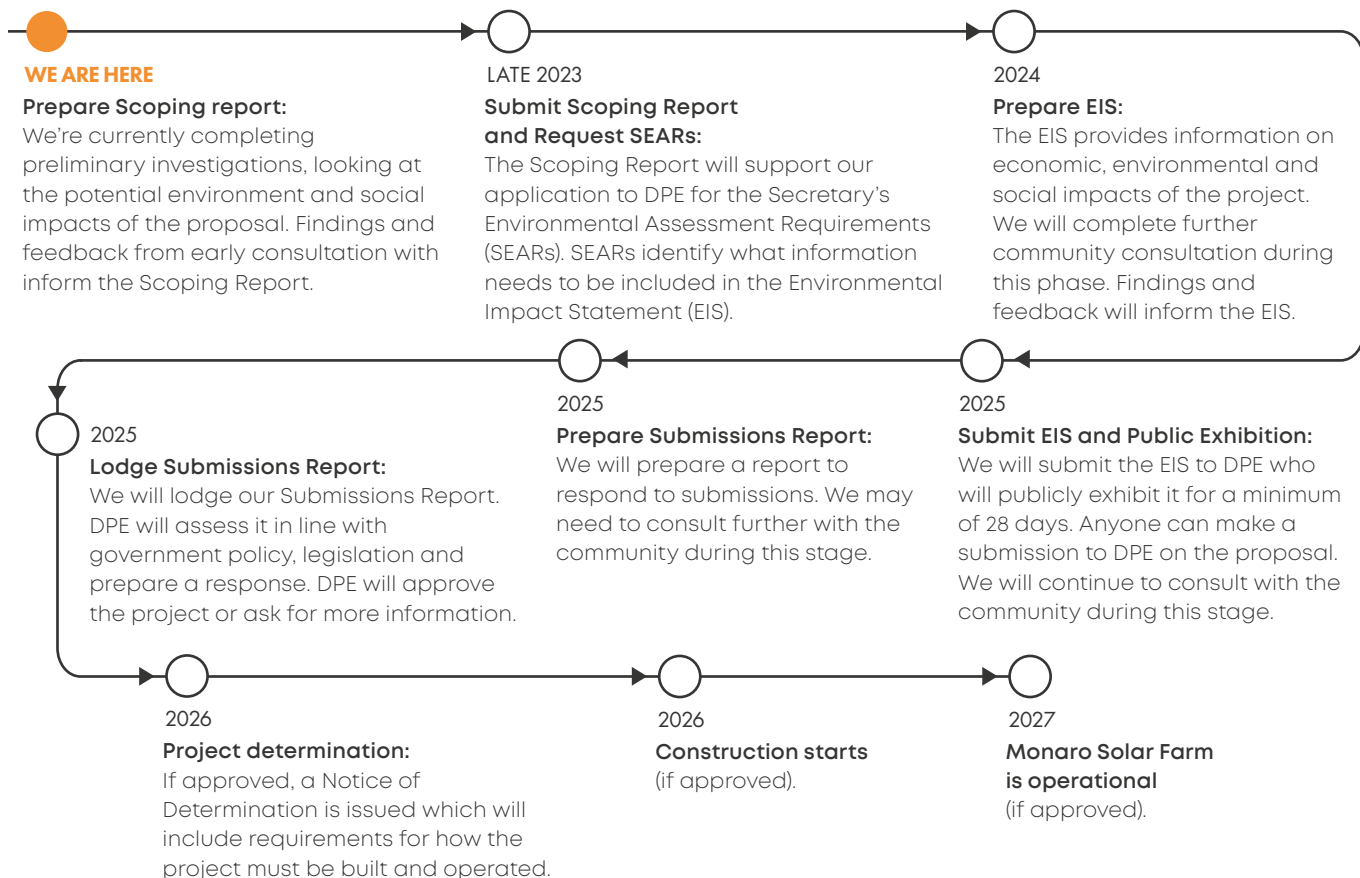 WE ARE HERE
Prepare Scoping report:
We're currently completing
preliminary investigations, looking at
the potential environment and social
impacts of the proposal. Findings and
feedback from early consultation with
inform the Scoping Report.
LATE 2023
Submit Scoping Report
and Request SEARs:
The Scoping Report will support our
application to DPE for the Secretary's
Environmental Assessment Requirements
(SEARs). SEARs identify what information
needs to be included in the Environmental
Impact Statement (EIS).
2024
Prepare EIS:
The EIS provides information on
economic, environmental and
social impacts of the project.
We will complete further
community consultation during
this phase. Findings and
feedback will inform the EIS.
2025
Submit EIS and Public Exhibition:
We will submit the EIS to DPE who
will publicly exhibit it for a minimum
of 28 days. Anyone can make a
submission to DPE on the proposal.
We will continue to consult with the
community during this stage.
2025
Prepare Submissions Report:
We will prepare a report to
respond to submissions. We may
need to consult further with the
community during this stage.
2025
Lodge Submissions Report:
We will lodge our Submissions Report.
DPE will assess it in line with
government policy, legislation and
prepare a response. DPE will approve
the project or ask for more information.
2026
Project determination:
If approved, a Notice of
Determination is issued which will
include requirements for how the
project must be built and operated.
2026
Construction starts
(if approved).
2027
Monaro Solar Farm
is operational
(if approved).